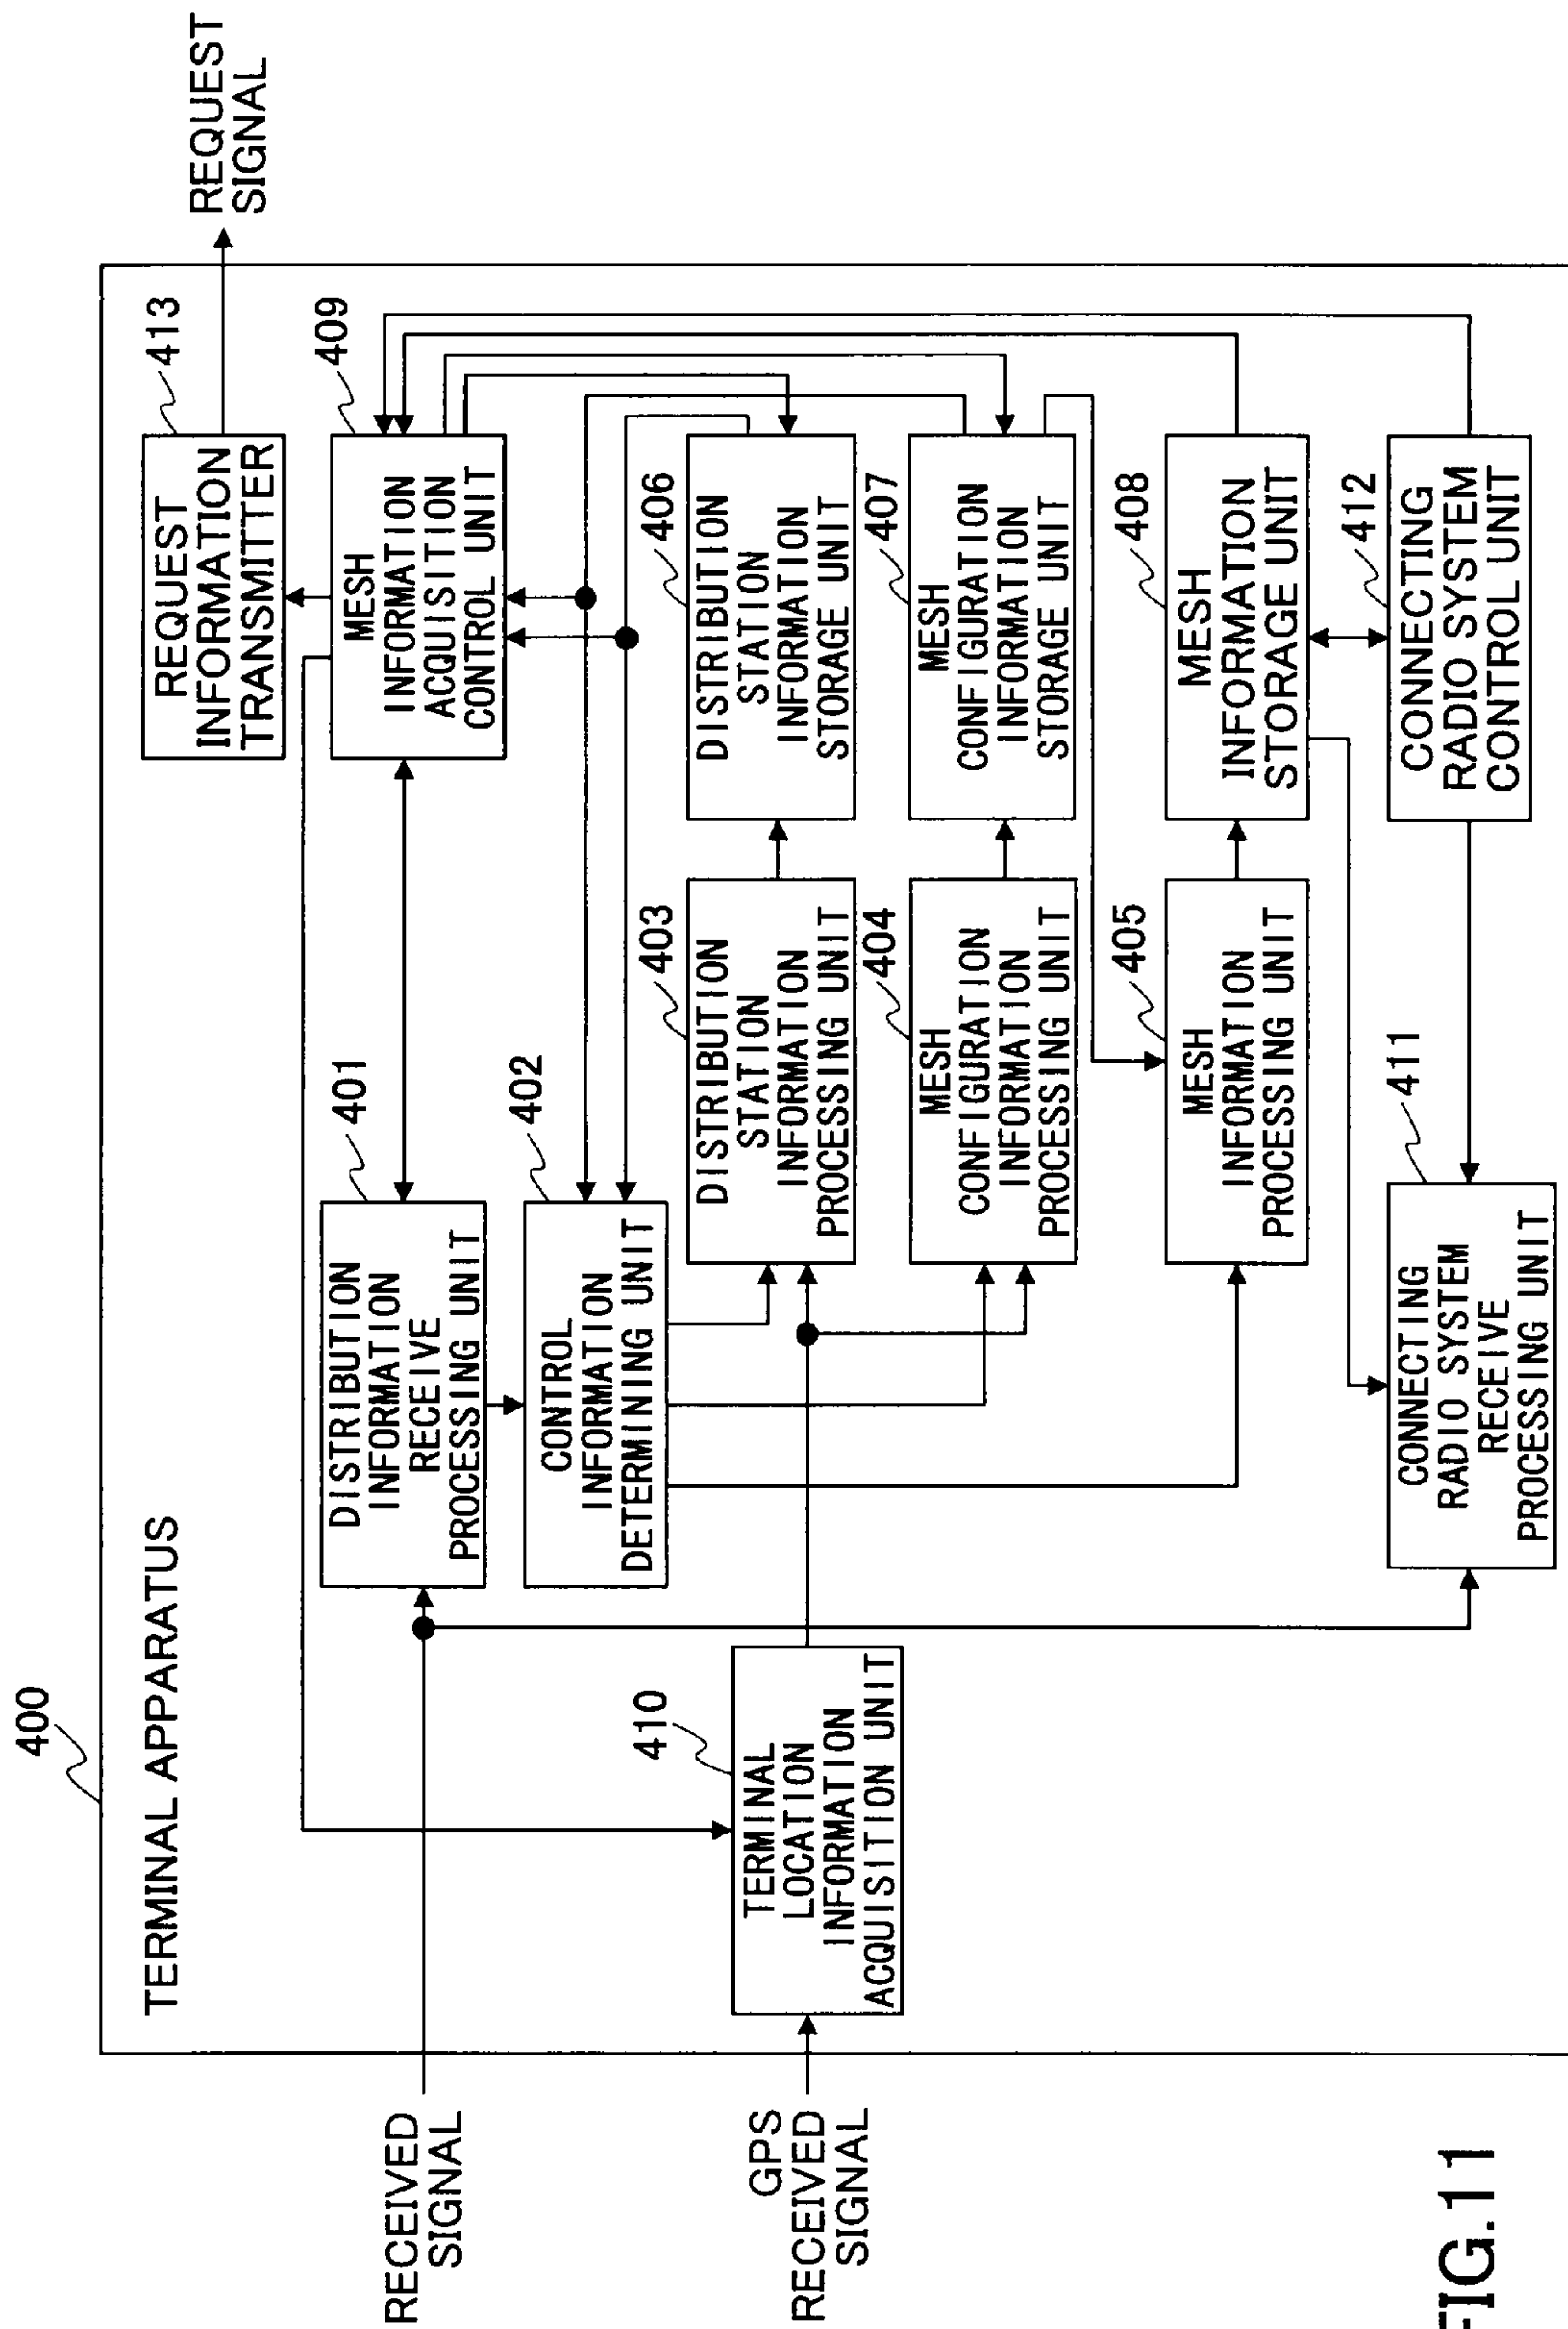 400
TERMINAL APPARATUS
RECEIVED
SIGNAL
GPS
RECEIVED
SIGNAL
REQUEST
SIGNAL
413
REQUEST
INFORMATION
TRANSMITTER
401
DISTRIBUTION
INFORMATION
RECEIVE
PROCESSING UNIT
409
MESH
INFORMATION
ACQUISITION
CONTROL UNIT
402
CONTROL
INFORMATION
DETERMINING UNIT
410
TERMINAL
LOCATION
INFORMATION
ACQUISITION UNIT
403
DISTRIBUTION
STATION
INFORMATION
PROCESSING UNIT
406
DISTRIBUTION
STATION
INFORMATION
STORAGE UNIT
404
MESH
CONFIGURATION
INFORMATION
PROCESSING UNIT
407
MESH
CONFIGURATION
INFORMATION
STORAGE UNIT
405
MESH
INFORMATION
PROCESSING UNIT
408
MESH
INFORMATION
STORAGE UNIT
411
CONNECTING
RADIO SYSTEM
RECEIVE
PROCESSING UNIT
412
CONNECTING
RADIO SYSTEM
CONTROL UNIT
FIG.11